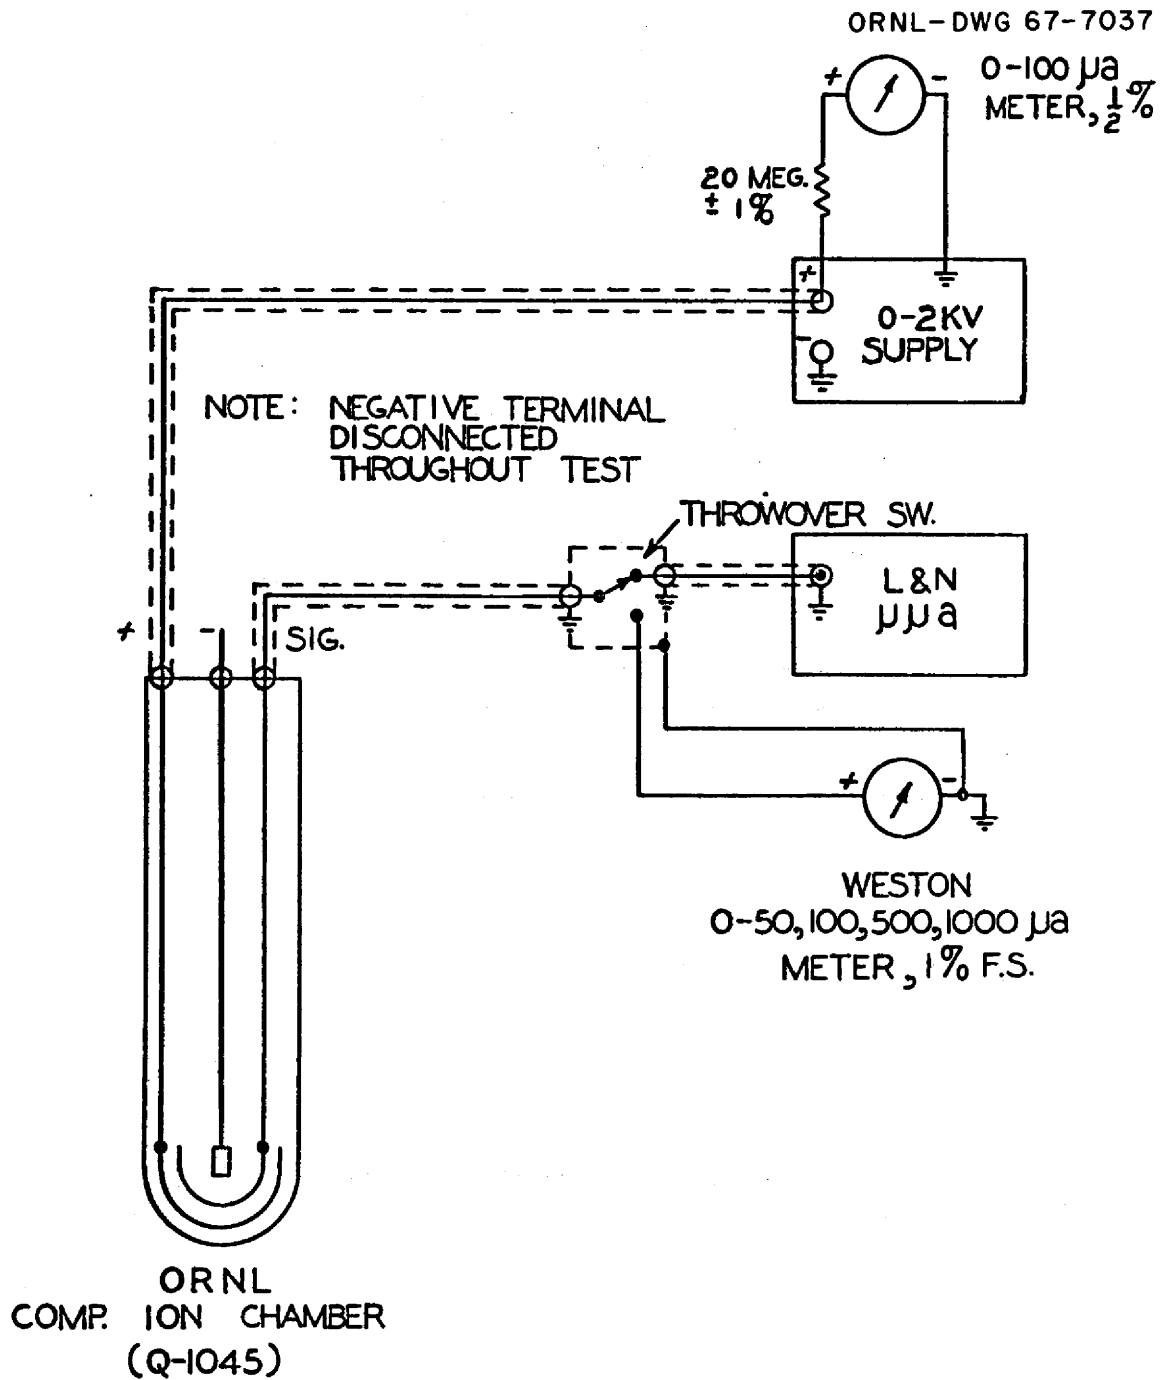 ORNL-DWG 67-7037
0-100 µa
METER, ½%
+
-
20 MEG.
± 1%
+
0-2KV
SUPPLY
-
NOTE: NEGATIVE TERMINAL
DISCONNECTED
THROUGHOUT TEST
THROWOVER SW.
L&N
µµa
+
-
SIG.
+
-
WESTON
0-50,100,500,1000 µa
METER, 1% F.S.
ORNL
COMP. ION CHAMBER
(Q-1045)